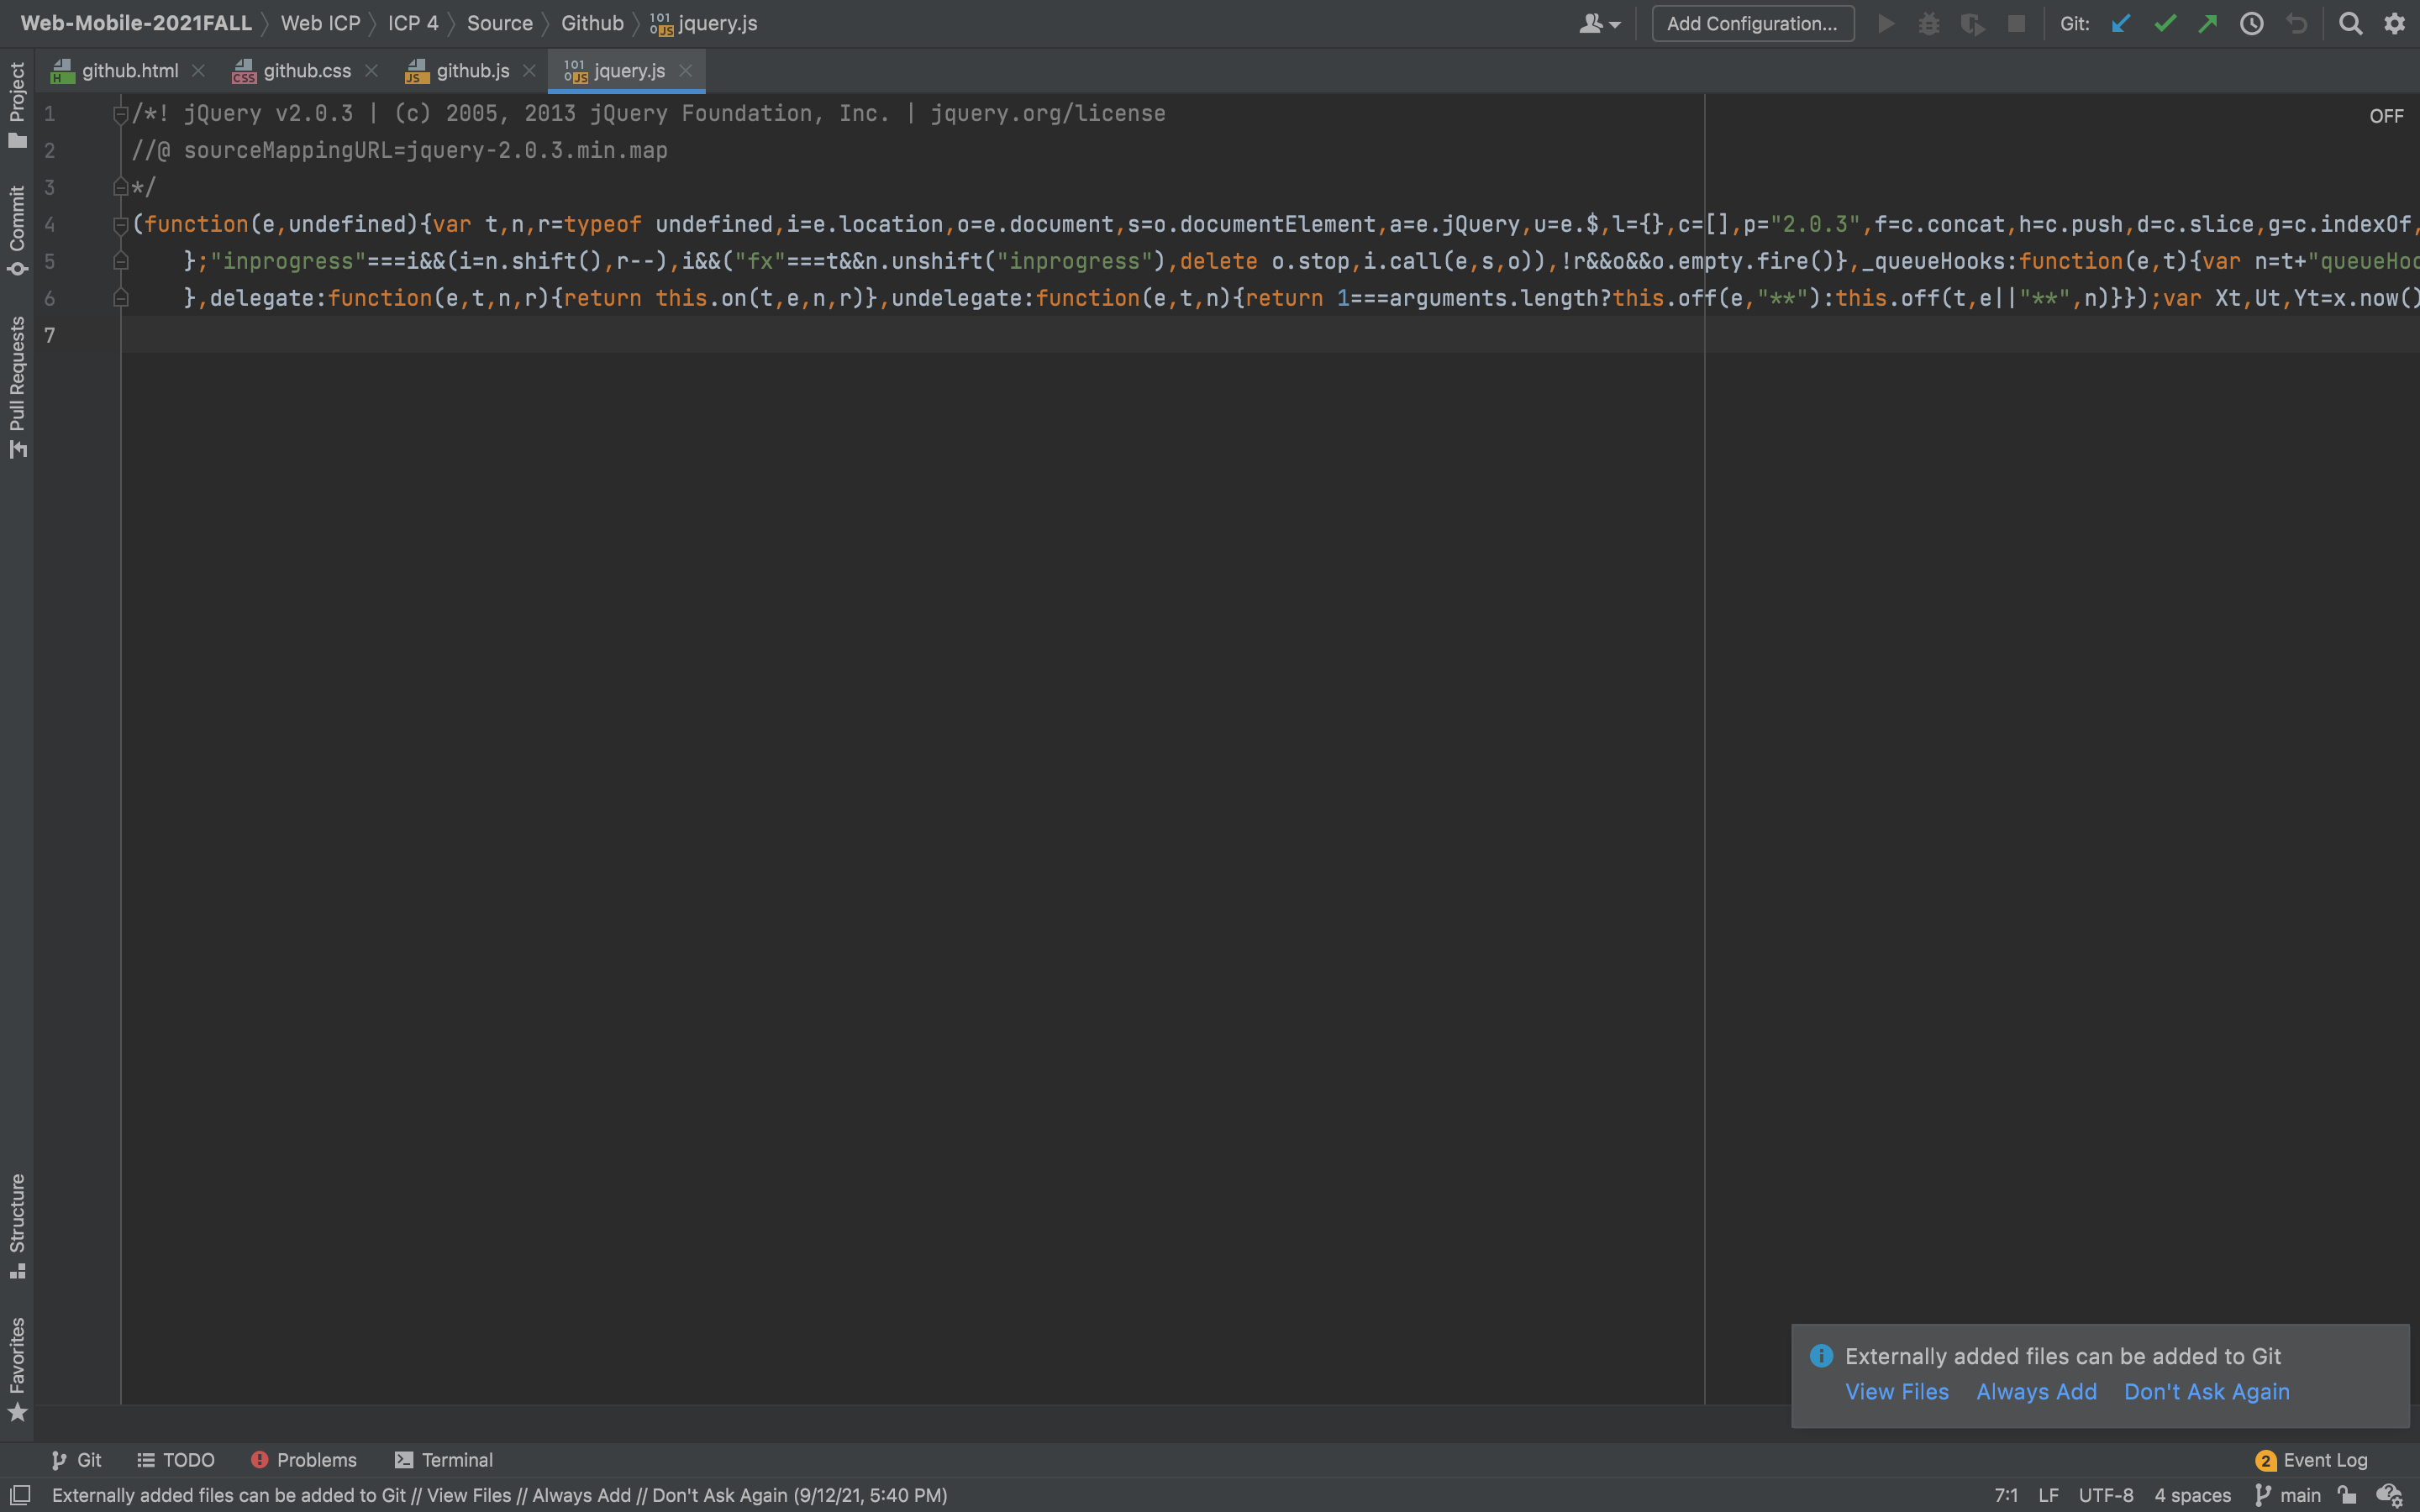 Web-Mobile-2021FALL Web ICP ICP 4 Source Github jquery.js Add Configuration... Git:
github.html github.css github.js jquery.js
OFF
1 /*! jQuery v2.0.3 | (c) 2005, 2013 jQuery Foundation, Inc. | jquery.org/license
2 //@ sourceMappingURL=jquery-2.0.3.min.map
3 */
4 (function(e,undefined){var t,n,r=typeof undefined,i=e.location,o=e.document,s=o.documentElement,a=e.jQuery,u=e.$,l={},c=[],p="2.0.3",f=c.concat,h=c.push,d=c.slice,g=c.indexOf,
5 };"inprogress"===i&&(i=n.shift(),r--),i&&("fx"===t&&n.unshift("inprogress"),delete o.stop,i.call(e,s,o)),!r&&o&&o.empty.fire()},_queueHooks:function(e,t){var n=t+"queueHoo
6 },delegate:function(e,t,n,r){return this.on(t,e,n,r)},undelegate:function(e,t,n){return 1===arguments.length?this.off(e,"**"):this.off(t,e||"**",n)}});var Xt,Ut,Yt=x.now()
7
Project
Commit
Pull Requests
Structure
Favorites
Externally added files can be added to Git
View Files Always Add Don't Ask Again
Git TODO Problems Terminal 2 Event Log
Externally added files can be added to Git // View Files // Always Add // Don't Ask Again (9/12/21, 5:40 PM) 7:1 LF UTF-8 4 spaces main